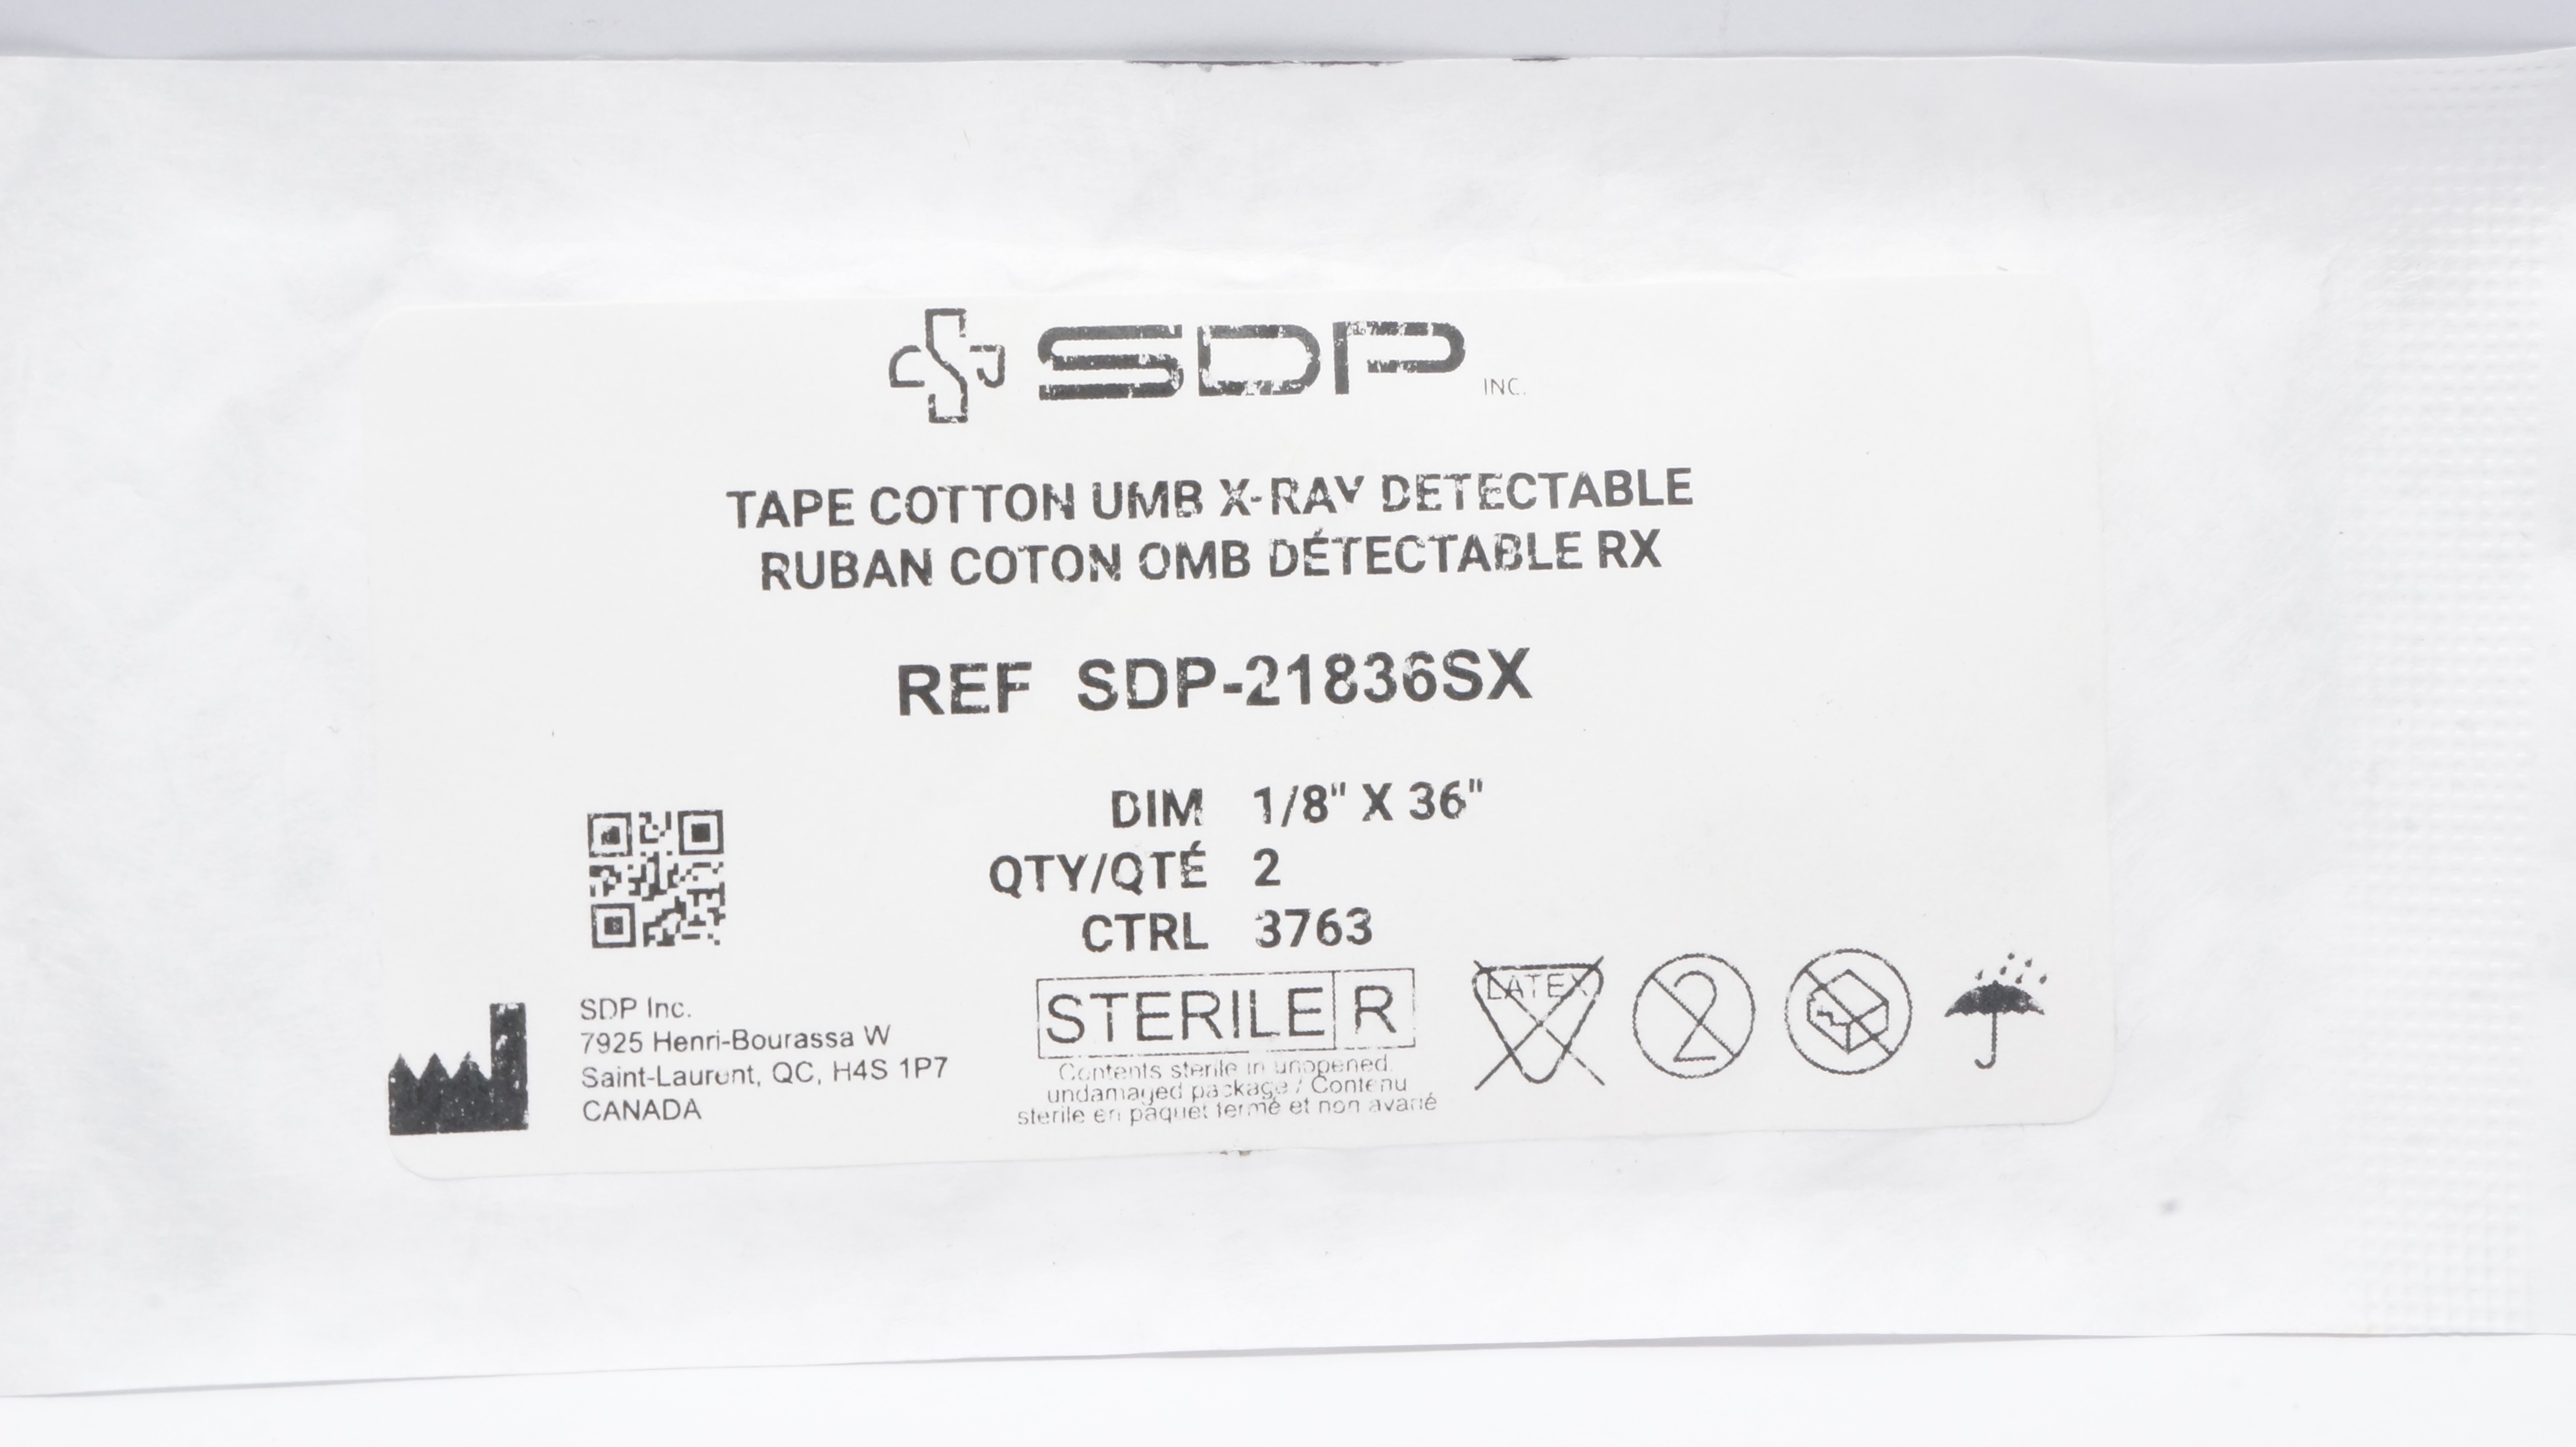 SDP INC.
TAPE COTTON UMB X-RAY DETECTABLE
RUBAN COTON OMB DÉTECTABLE RX
REF SDP-21836SX
DIM 1/8" X 36"
QTY/QTÉ 2
CTRL 3763
SDP Inc.
7925 Henri-Bourassa W
Saint-Laurent, QC, H4S 1P7
CANADA
STERILE R
Contents sterile in unopened.
undamaged package / Contenu
sterile en paquet fermé et non avarié
LATEX
2